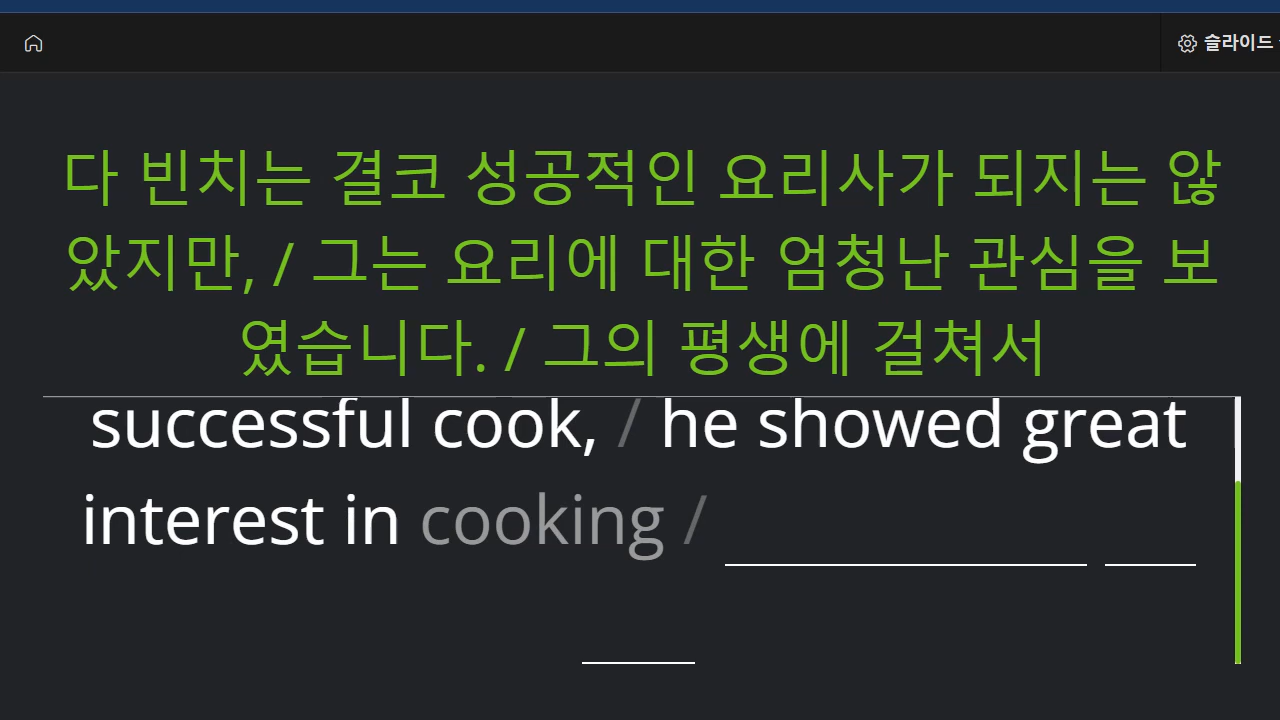 슬라이드
다 빈치는 결코 성공적인 요리사가 되지는 않
았지만, / 그는 요리에 대한 엄청난 관심을 보
였습니다. / 그의 평생에 걸쳐서
successful cook, / he showed great
interest in cooking /